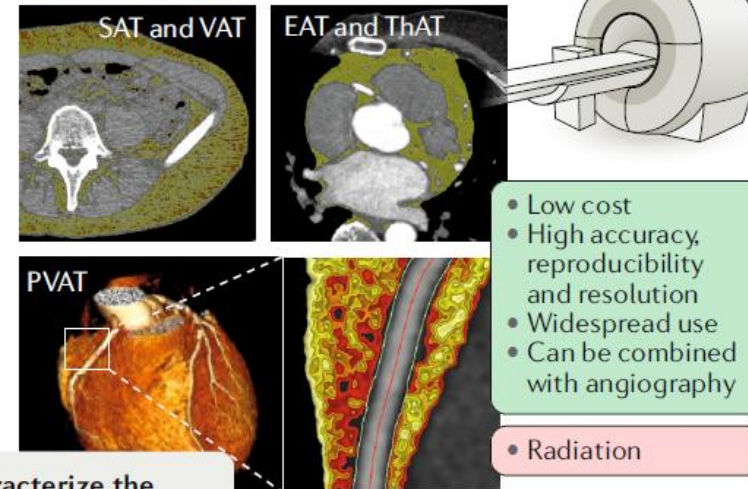 SAT and VAT
EAT and ThAT
PVAT
• Low cost
• High accuracy,
reproducibility
and resolution
• Widespread use
• Can be combined
with angiography
• Radiation
the